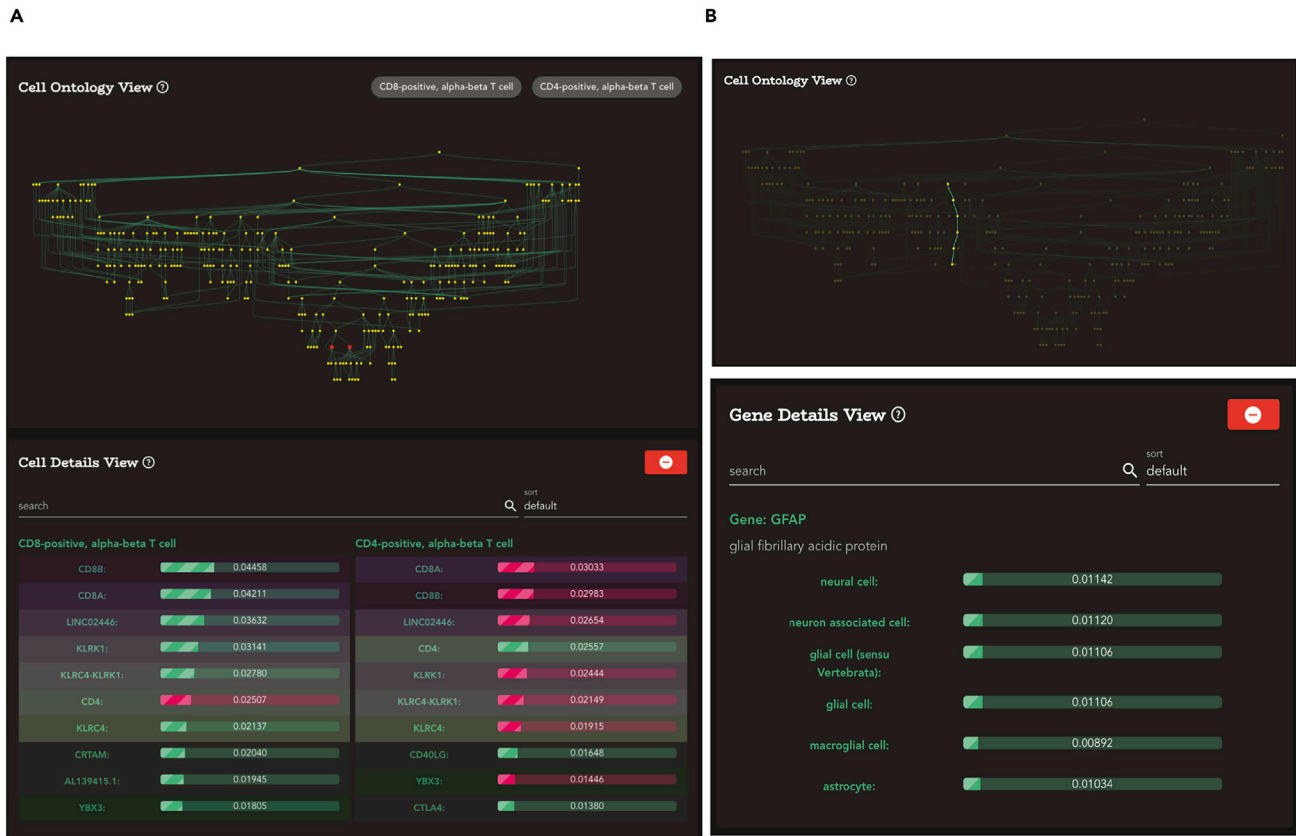 A
B
Cell Ontology View ?
CD8-positive, alpha-beta T cell
CD4-positive, alpha-beta T cell
Cell Ontology View ?
Cell Details View ?
search
sort
default
CD8-positive, alpha-beta T cell
CD8B: 0.04458
CD8A: 0.04211
LINC02446: 0.03632
KLRK1: 0.03141
KLRC4-KLRK1: 0.02780
CD4: 0.02507
KLRC4: 0.02137
CRTAM: 0.02040
AL139415.1: 0.01945
YBX3: 0.01805
CD4-positive, alpha-beta T cell
CD8A: 0.03033
CD8B: 0.02983
LINC02446: 0.02654
CD4: 0.02557
KLRK1: 0.02444
KLRC4-KLRK1: 0.02149
KLRC4: 0.01915
CD40LG: 0.01648
YBX3: 0.01446
CTLA4: 0.01380
Gene Details View ?
search
sort
default
Gene: GFAP
glial fibrillary acidic protein
neural cell: 0.01142
neuron associated cell: 0.01120
glial cell (sensu
Vertebrata): 0.01106
glial cell: 0.01106
macroglial cell: 0.00892
astrocyte: 0.01034